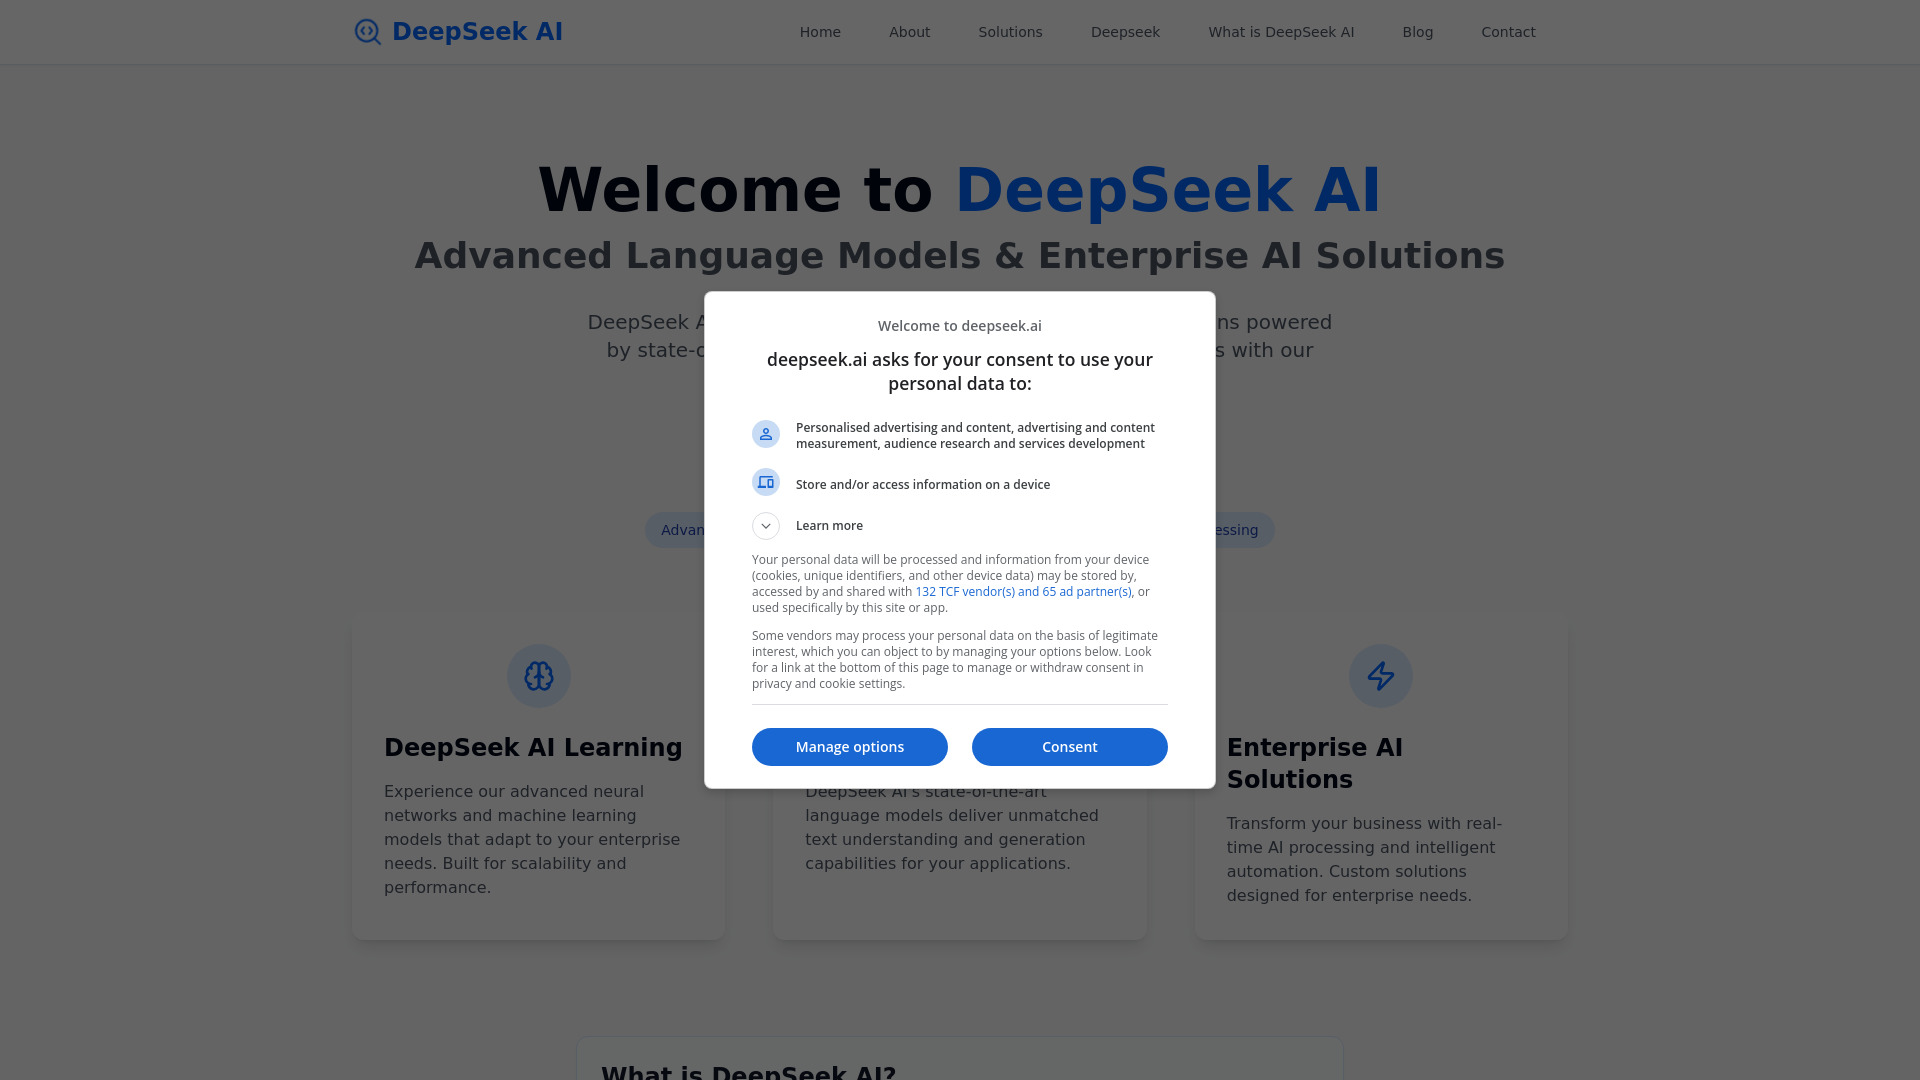 DeepSeek AI
Home
About
Solutions
Deepseek
What is DeepSeek AI
Blog
Contact
Welcome to DeepSeek AI
Advanced Language Models & Enterprise AI Solutions
DeepSeek
ns powered
by
s with our
Welcome to deepseek.ai
deepseek.ai asks for your consent to use your
personal data to:
Personalised advertising and content, advertising and content
measurement, audience research and services development
Store and/or access information on a device
Learn more
Your personal data will be processed and information from your device
(cookies, unique identifiers, and other device data) may be stored by,
accessed by and shared with 132 TCF vendor(s) and 65 ad partner(s), or
used specifically by this site or app.
Some vendors may process your personal data on the basis of legitimate
interest, which you can object to by managing your options below. Look
for a link at the bottom of this page to manage or withdraw consent in
privacy and cookie settings.
Manage options
Consent
DeepSeek AI Learning
Experience our advanced neural
networks and machine learning
models that adapt to your enterprise
needs. Built for scalability and
performance.
DeepSeek AI's state-of-the-art
language models deliver unmatched
text understanding and generation
capabilities for your applications.
Enterprise AI
Solutions
Transform your business with real-
time AI processing and intelligent
automation. Custom solutions
designed for enterprise needs.
What is DeepSeek AI?